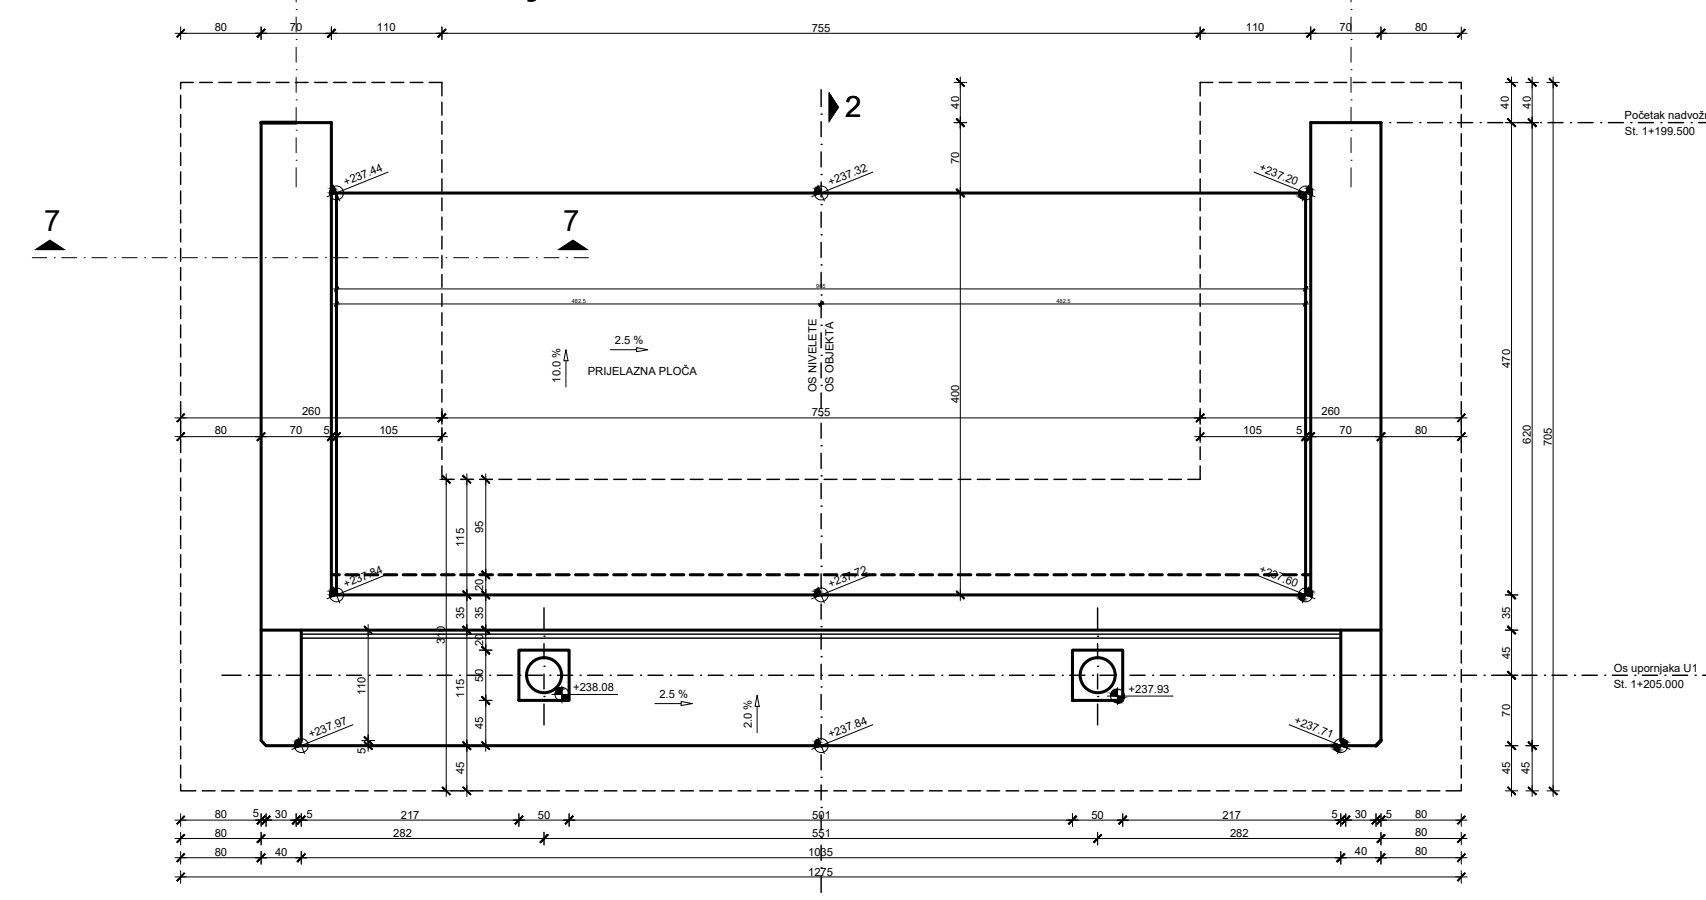 80 70 110 755 110 70 80
40
40 40
2
Početak nadvož
St. 1+199.500
70
+237.44 +237.32 +237.20
7 7
965
482.5 482.5
2.5 %
10.0 %
PRIJELAZNA PLOČA
OS NIVELETE
OS OBJEKTA
470
400
260 755 260
80 70 5 105 105 5 70 80
620
705
95
115
+237.84 +237.72 +237.60
20
35 35 35
310
20
45
Os upornjaka U1
St. 1+205.000
110
115
50
+238.08 +237.93
2.5 %
2.0 %
70
45
+237.97 +237.84 +237.71
5
45
45 45
80 5 30 5 217 50 501 50 217 5 30 5 80
80 282 551 282 80
80 40 1035 40 80
1275